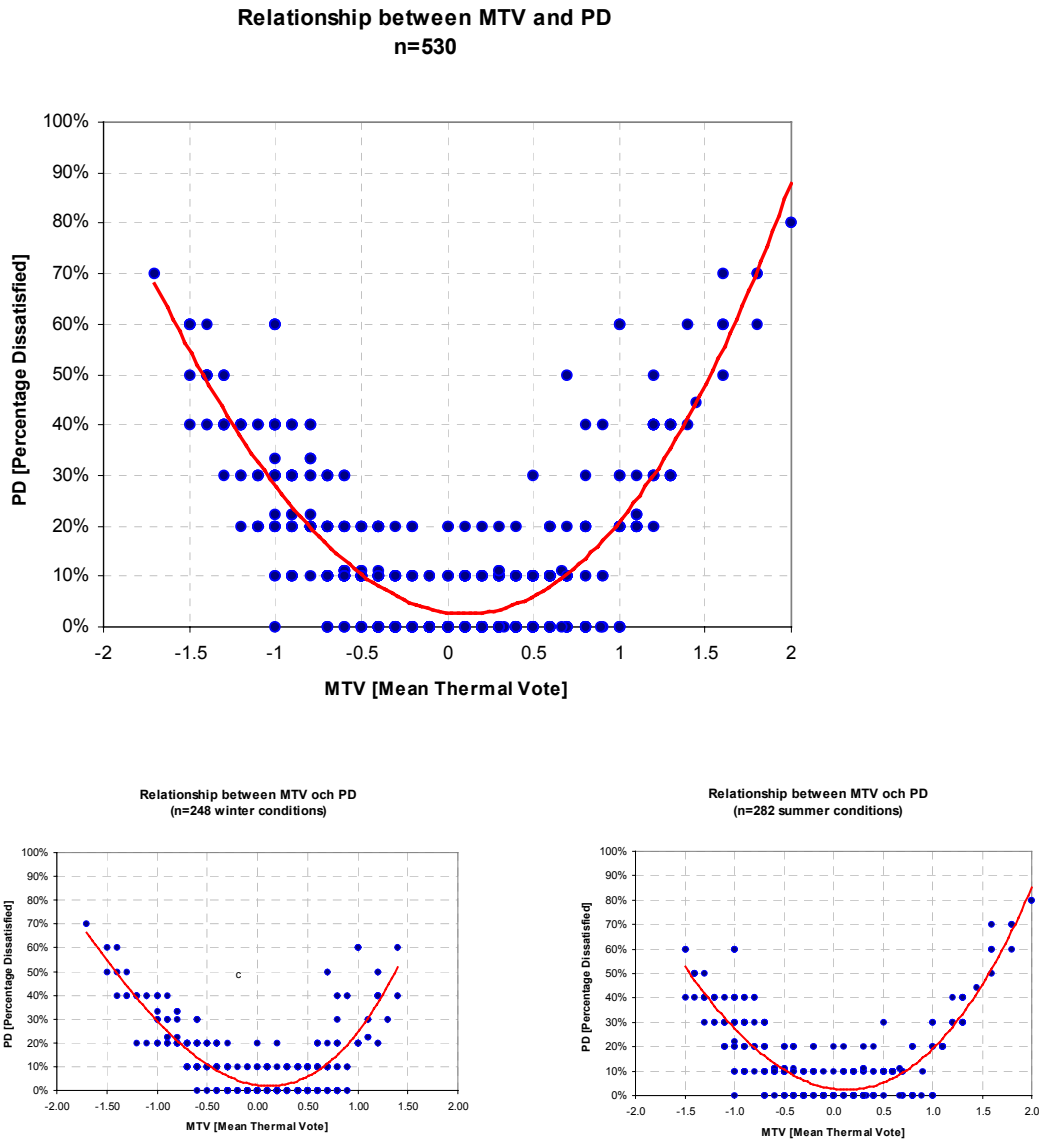 Relationship between MTV and PD
n=530
100%
90%
80%
70%
60%
50%
40%
30%
20%
10%
0%
-2 -1.5 -1 -0.5 0 0.5 1 1.5 2
PD [Percentage Dissatisfied]
MTV [Mean Thermal Vote]
Relationship between MTV och PD
(n=248 winter conditions)
100%
90%
80%
70%
60%
50%
40%
30%
20%
10%
0%
c
-2.00 -1.50 -1.00 -0.50 0.00 0.50 1.00 1.50 2.00
PD [Percentage Dissatisfied]
MTV [Mean Thermal Vote]
Relationship between MTV och PD
(n=282 summer conditions)
100%
90%
80%
70%
60%
50%
40%
30%
20%
10%
0%
-2.0 -1.5 -1.0 -0.5 0.0 0.5 1.0 1.5 2.0
PD [Percentage Dissatisfied]
MTV [Mean Thermal Vote]